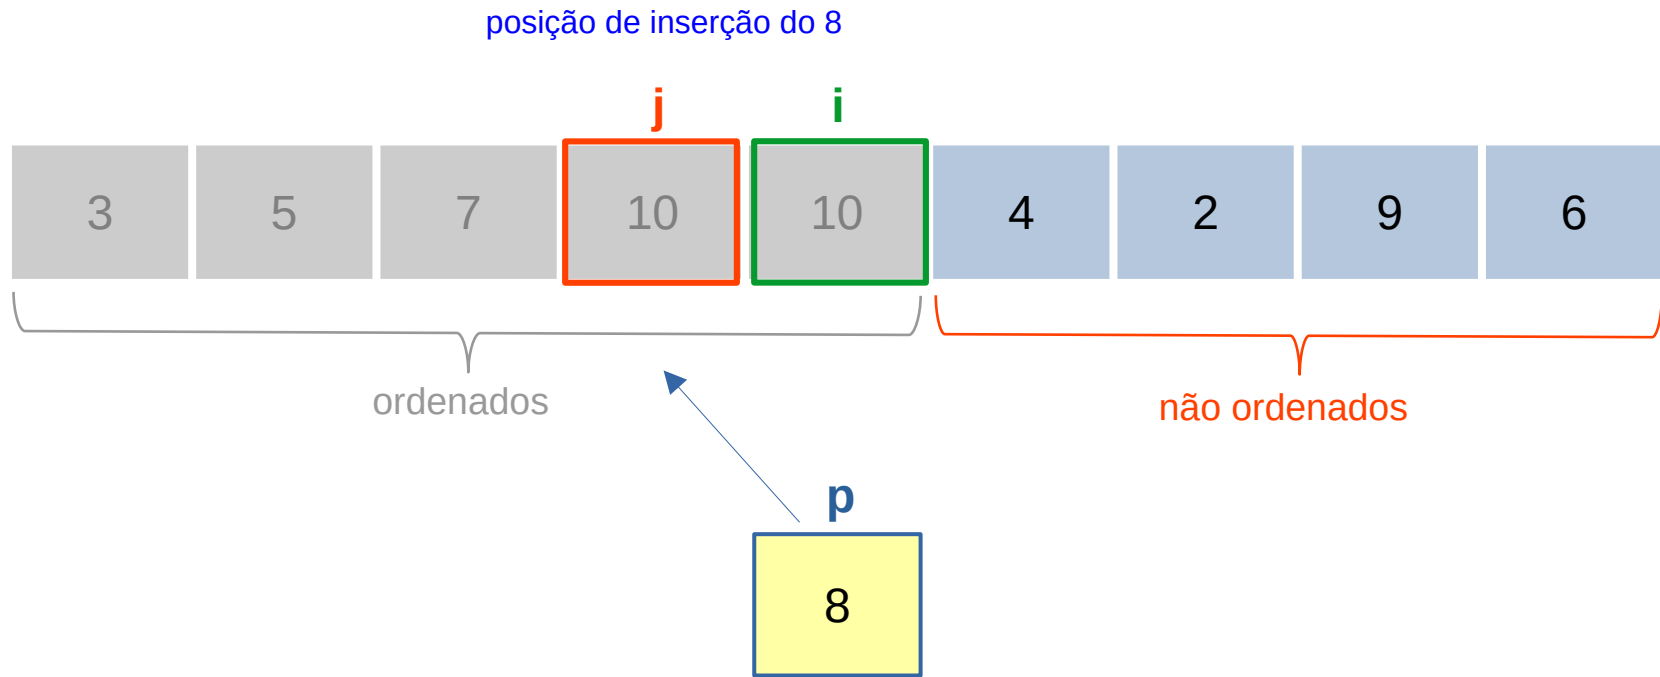 posição de inserção do 8
j i
3 5 7 10 10 4 2 9 6
ordenados
não ordenados
p
8